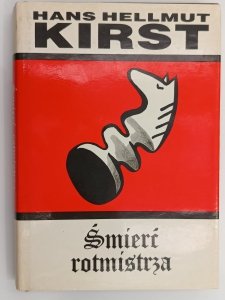 HANS HELLMUT
KIRST
Śmierć
rotmistrza